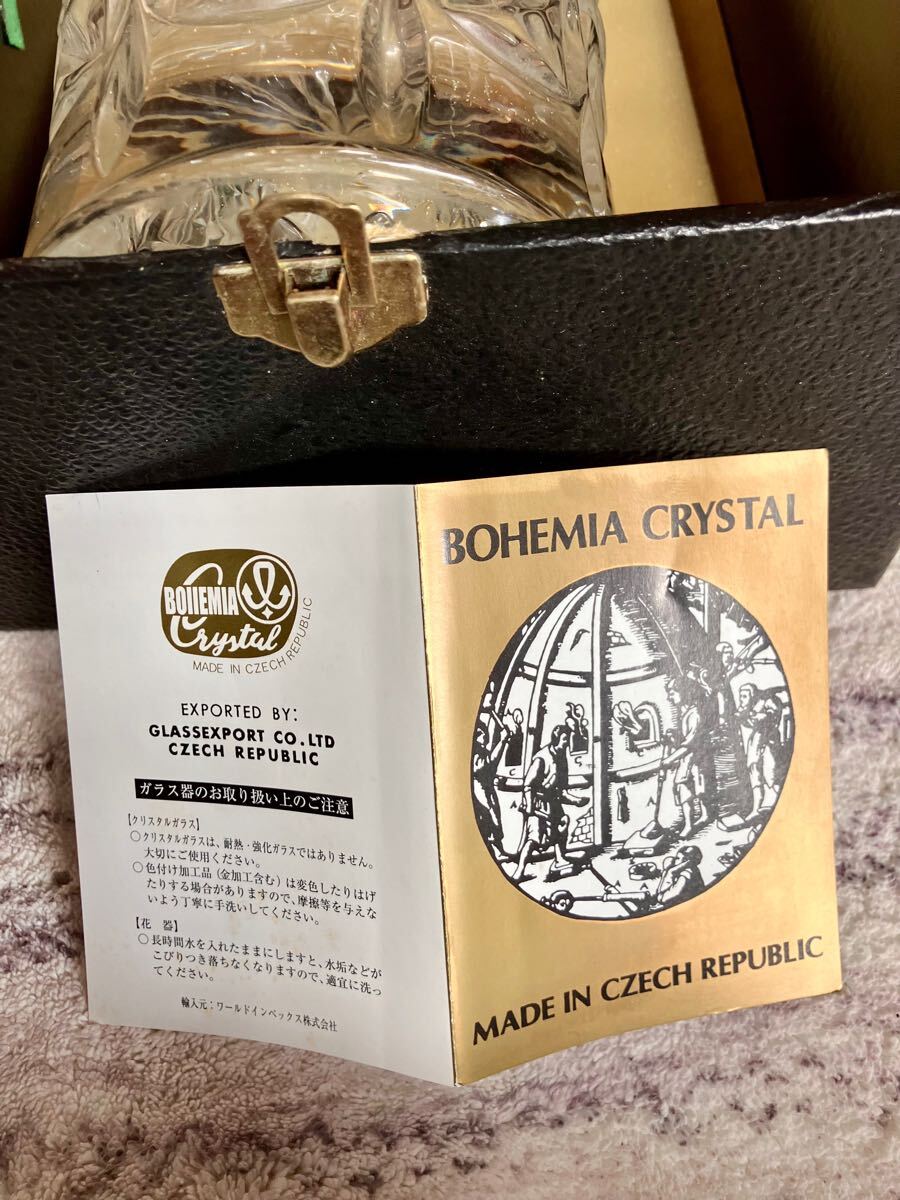 BOHEMIA
Crystal
MADE IN CZECH REPUBLIC
EXPORTED BY:
GLASSEXPORT CO.LTD
CZECH REPUBLIC
ガラス器のお取り扱い上のご注意
【クリスタルガラス】
○クリスタルガラスは、耐熱・強化ガラスではありません。
大切にご使用ください。
○色付け加工品(金加工含む)は変色したりはげ
たりする場合がありますので、摩擦等を与えな
いよう丁寧に手洗いしてください。
【花 器】
○長時間水を入れたままにしますと、水垢などが
こびりつき落ちなくなりますので、適宜に洗っ
てください。
輸入元:ワールドインベックス株式会社
BOHEMIA CRYSTAL
MADE IN CZECH REPUBLIC